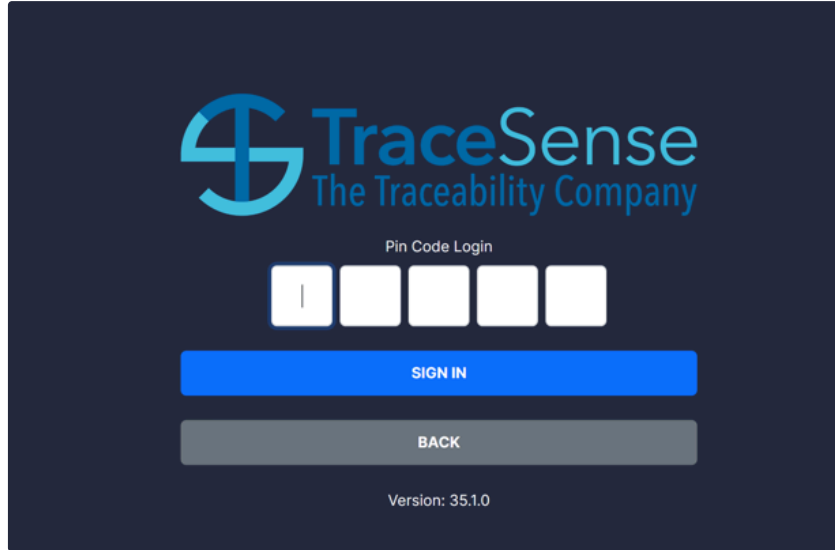 TraceSense
The Traceability Company
Pin Code Login
SIGN IN
BACK
Version: 35.1.0